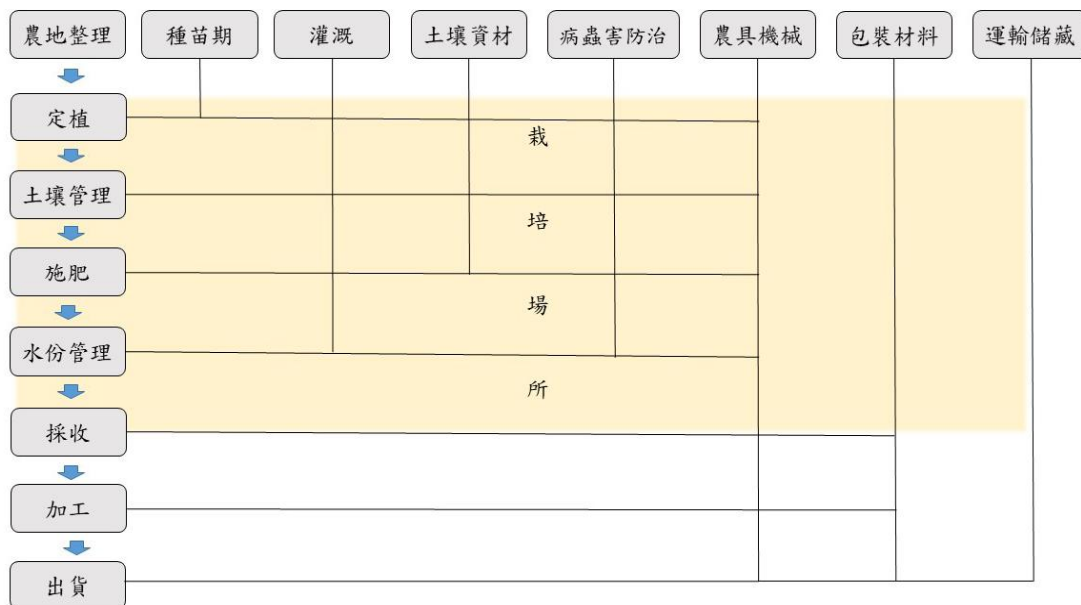 農地整理 種苗期 灌溉 土壤資材 病蟲害防治 農具機械 包裝材料 運輸儲藏
定植
栽
土壤管理
培
施肥
場
水份管理
所
採收
加工
出貨